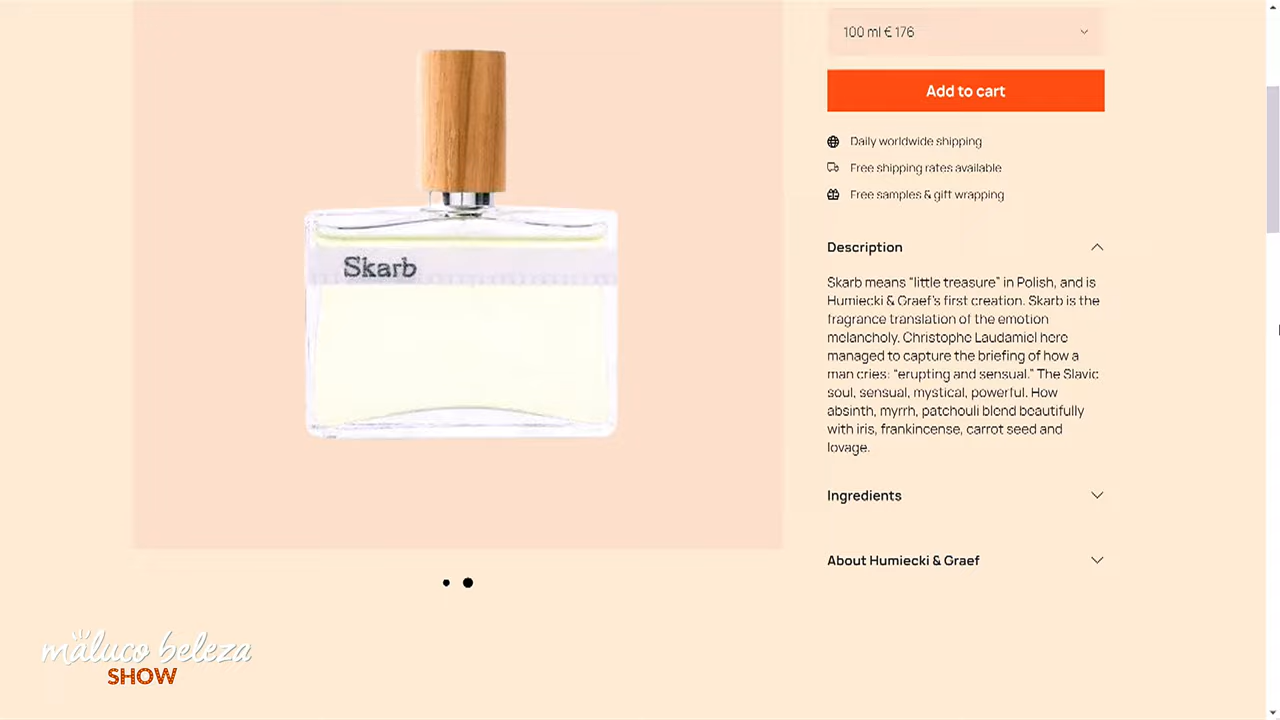 100 ml € 176
Add to cart
Daily worldwide shipping
Free shipping rates available
Free samples & gift wrapping
Skarb
Description
Skarb means “little treasure” in Polish, and is
Humiecki & Graef’s first creation. Skarb is the
fragrance translation of the emotion
melancholy. Christophe Laudamiel here
managed to capture the briefing of how a
man cries: “erupting and sensual.” The Slavic
soul, sensual, mystical, powerful. How
absinth, myrrh, patchouli blend beautifully
with iris, frankincense, carrot seed and
lovage.
Ingredients
About Humiecki & Graef
maluco beleza
SHOW